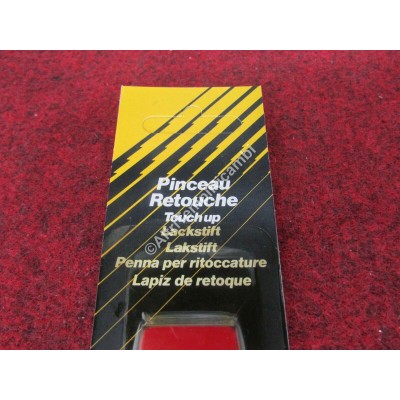 Pinceau
Retouche
Touch up
Lackstift
Lakstift
Penna per ritoccature
Lapiz de retoque